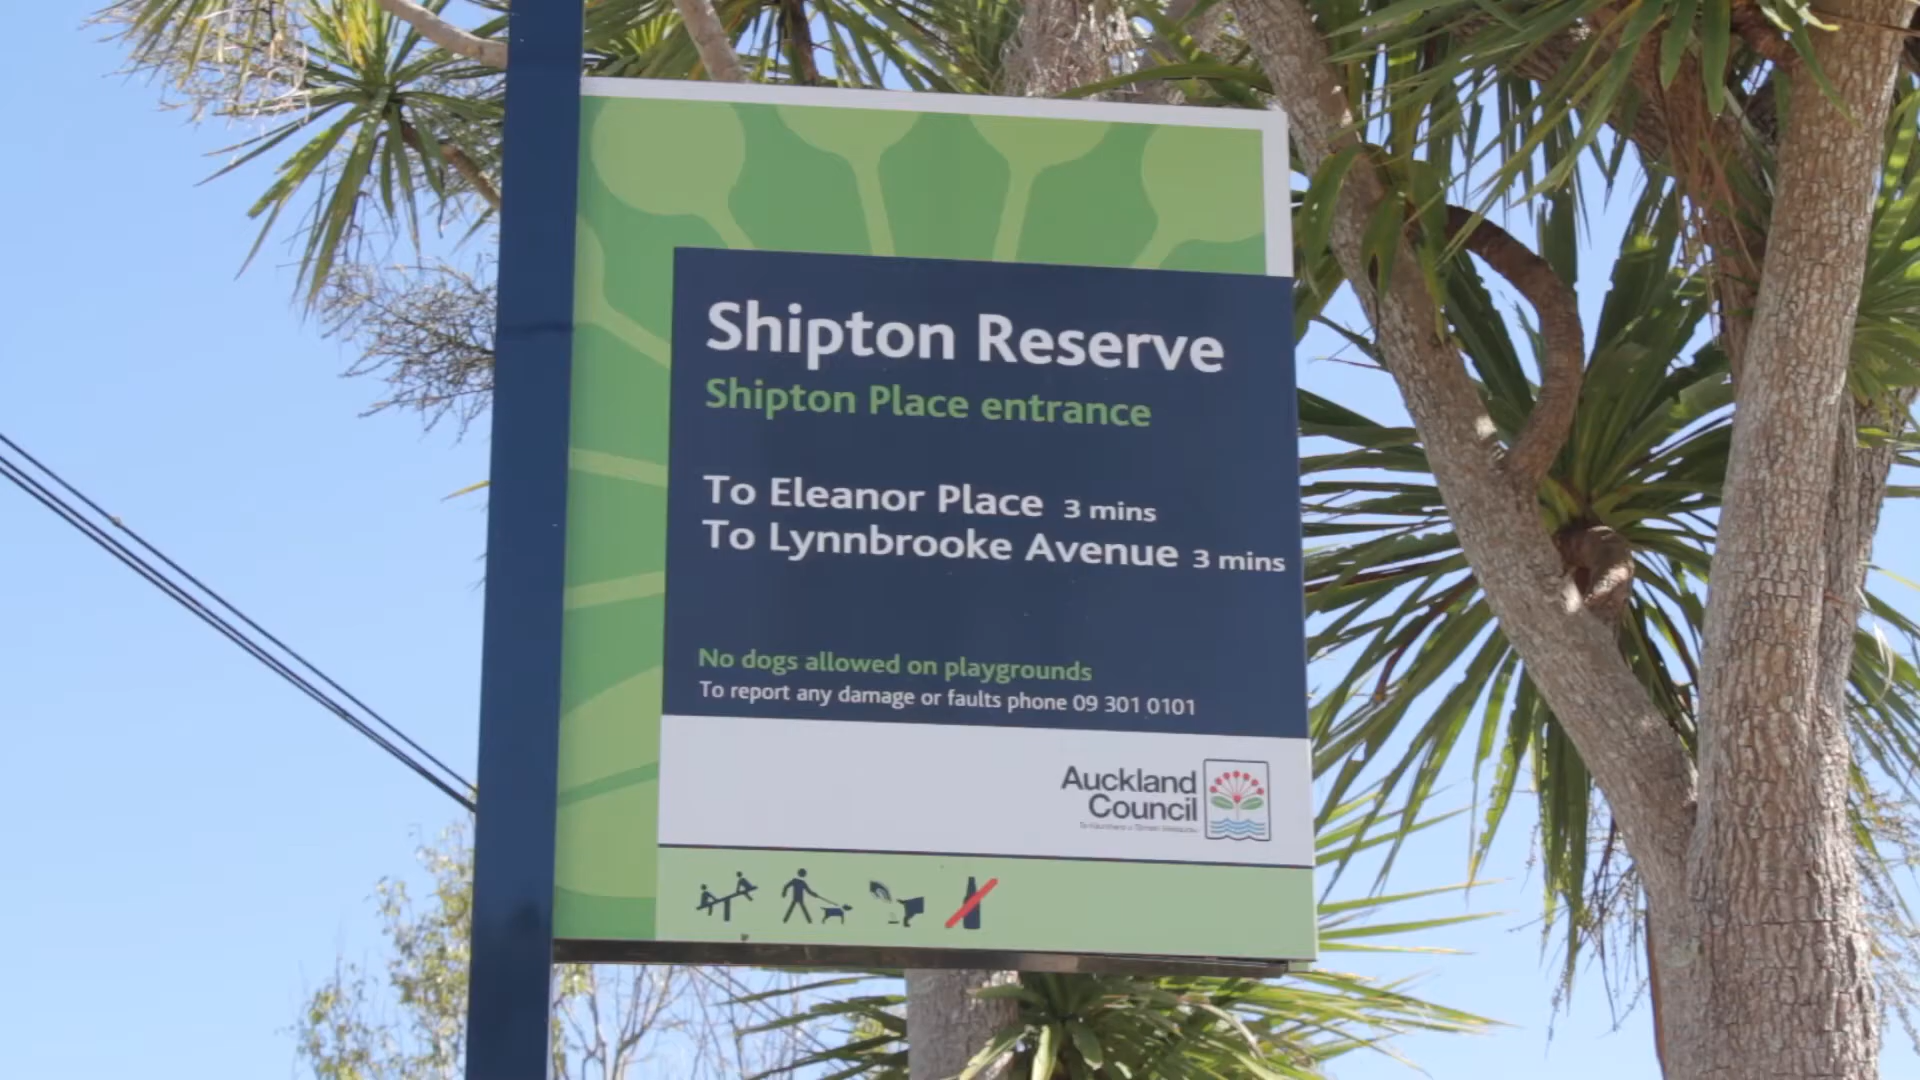 Shipton Reserve
Shipton Place entrance
To Eleanor Place 3 mins
To Lynnbrooke Avenue 3 mins
No dogs allowed on playgrounds
To report any damage or faults phone 09 301 0101
Auckland
Council